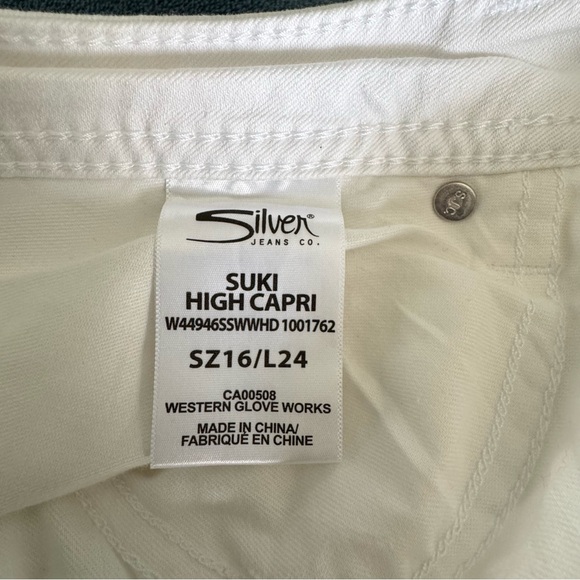 Silver®
JEANS CO.
SUKI
HIGH CAPRI
W44946SSWWHD 1001762
SZ16/L24
CA00508
WESTERN GLOVE WORKS
MADE IN CHINA/
FABRIQUÉ EN CHINE